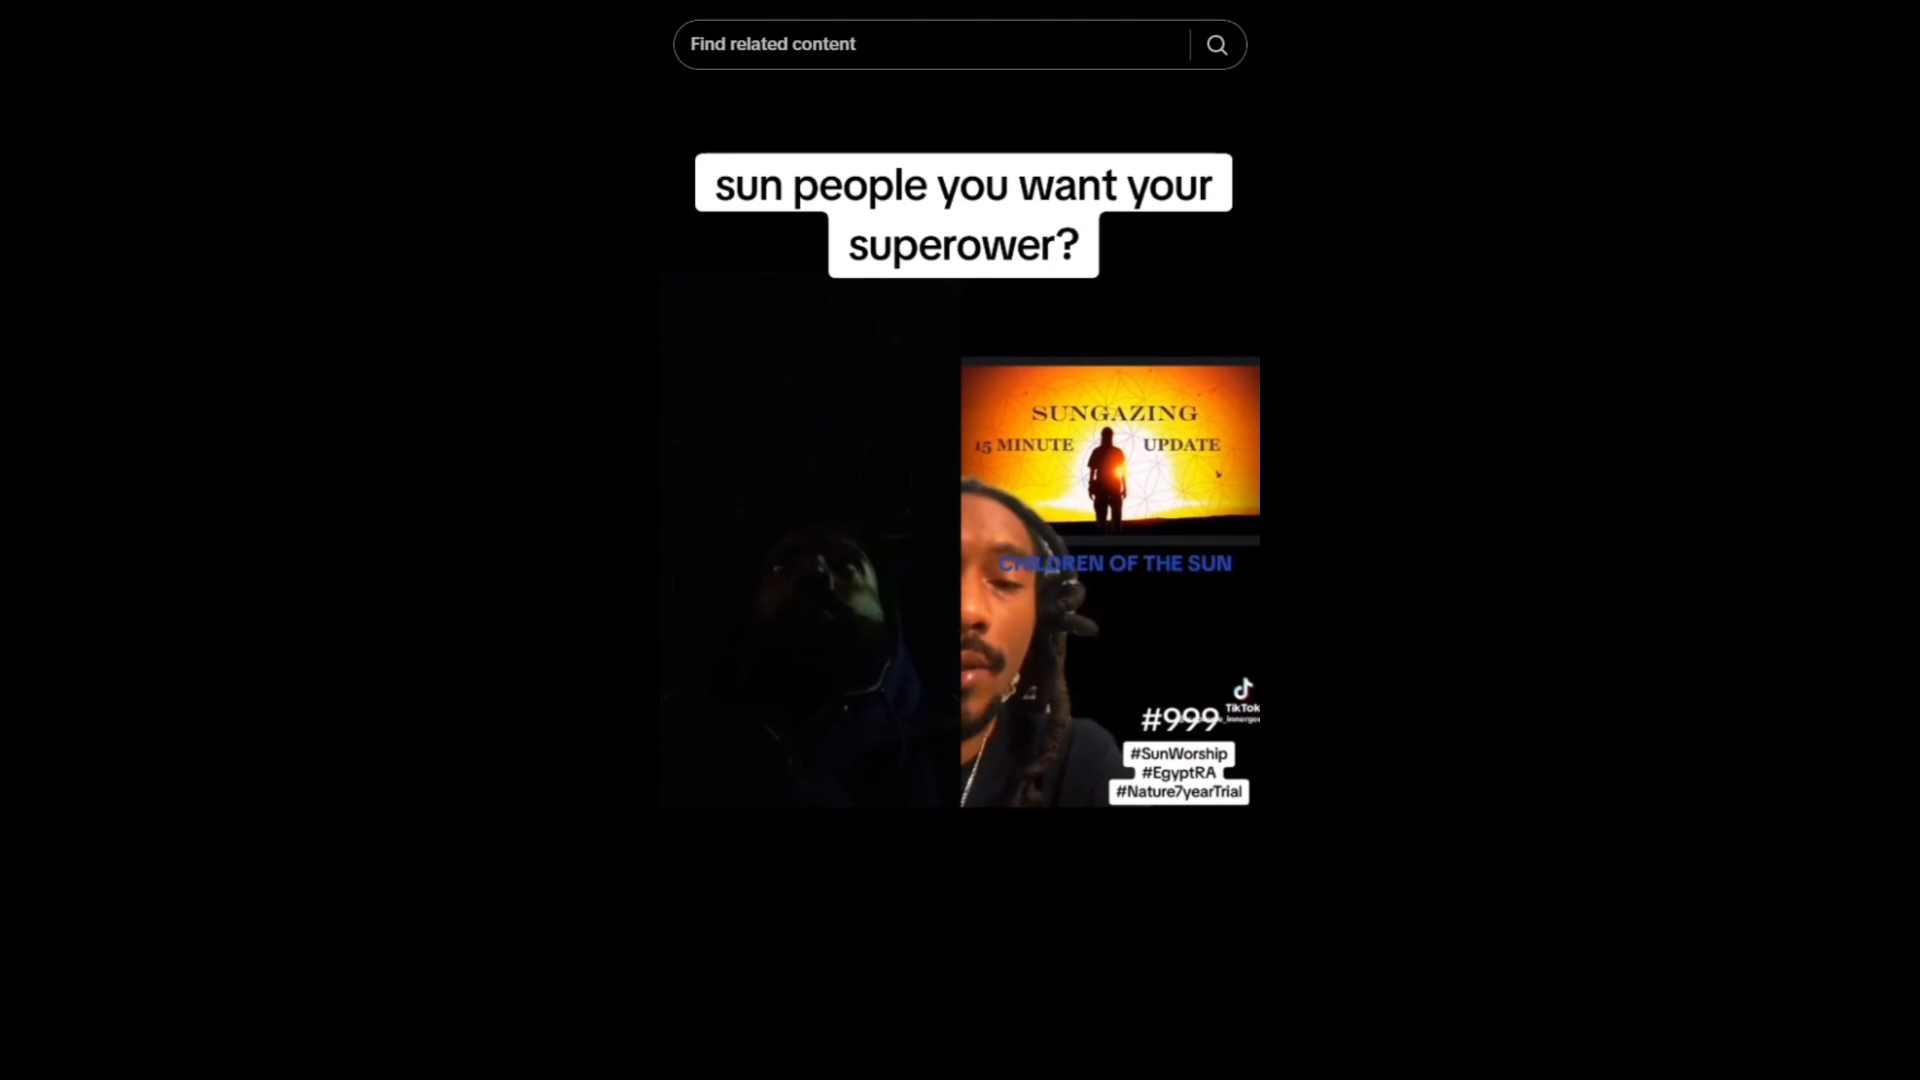 Find related content
sun people you want your
superower?
SUNGAZING
15 MINUTE UPDATE
CHILDREN OF THE SUN
TikTok
#999
#SunWorship
#EgyptRA
#Nature7yearTrial